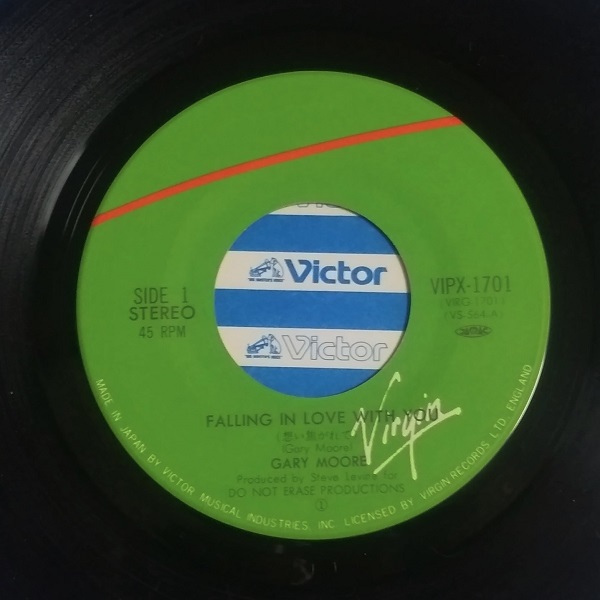 Victor
Victor
SIDE 1
STEREO
45 RPM
VIPX-1701
(VIRG 1701)
(VS 564-A)
FALLING IN LOVE WITH YOU
(Gary Moore)
GARY MOORE
Produced by Steve Levine for
DO NOT ERASE PRODUCTIONS
Virgin
MADE IN JAPAN BY VICTOR MUSICAL INDUSTRIES, INC. LICENSED BY VIRGIN RECORDS, LTD. ENGLAND